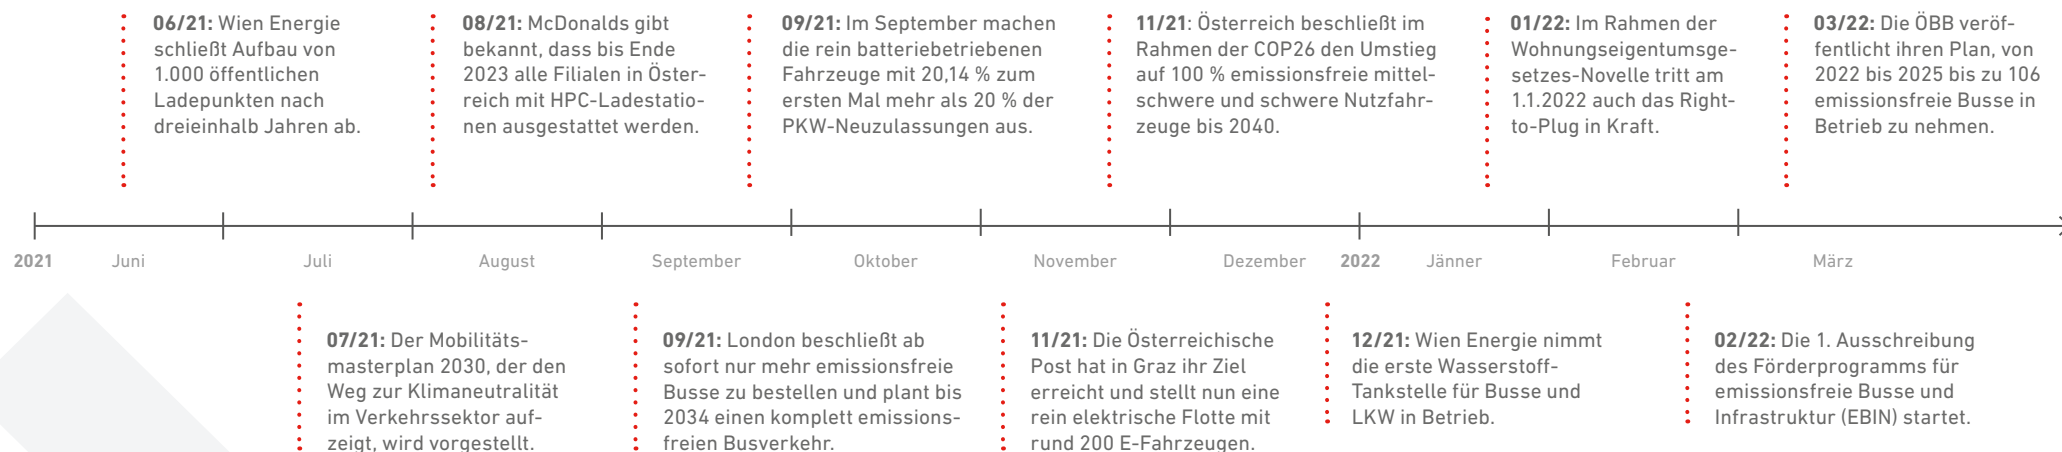 06/21: Wien Energie
schließt Aufbau von
1.000 öffentlichen
Ladepunkten nach
dreieinhalb Jahren ab.
08/21: McDonalds gibt
bekannt, dass bis Ende
2023 alle Filialen in Öster-
reich mit HPC-Ladestatio-
nen ausgestattet werden.
09/21: Im September machen
die rein batteriebetriebenen
Fahrzeuge mit 20,14 % zum
ersten Mal mehr als 20 % der
PKW-Neuzulassungen aus.
11/21: Österreich beschließt im
Rahmen der COP26 den Umstieg
auf 100 % emissionsfreie mittel-
schwere und schwere Nutzfahr-
zeuge bis 2040.
01/22: Im Rahmen der
Wohnungseigentumsge-
setzes-Novelle tritt am
1.1.2022 auch das Right-
to-Plug in Kraft.
03/22: Die ÖBB veröf-
fentlicht ihren Plan, von
2022 bis 2025 bis zu 106
emissionsfreie Busse in
Betrieb zu nehmen.
2021 Juni Juli August September Oktober November Dezember 2022 Jänner Februar März
07/21: Der Mobilitäts-
masterplan 2030, der den
Weg zur Klimaneutralität
im Verkehrssektor auf-
zeigt, wird vorgestellt.
09/21: London beschließt ab
sofort nur mehr emissionsfreie
Busse zu bestellen und plant bis
2034 einen komplett emissions-
freien Busverkehr.
11/21: Die Österreichische
Post hat in Graz ihr Ziel
erreicht und stellt nun eine
rein elektrische Flotte mit
rund 200 E-Fahrzeugen.
12/21: Wien Energie nimmt
die erste Wasserstoff-
Tankstelle für Busse und
LKW in Betrieb.
02/22: Die 1. Ausschreibung
des Förderprogramms für
emissionsfreie Busse und
Infrastruktur (EBIN) startet.